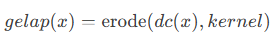 gelap(x) = erode(dc(x), kernel)